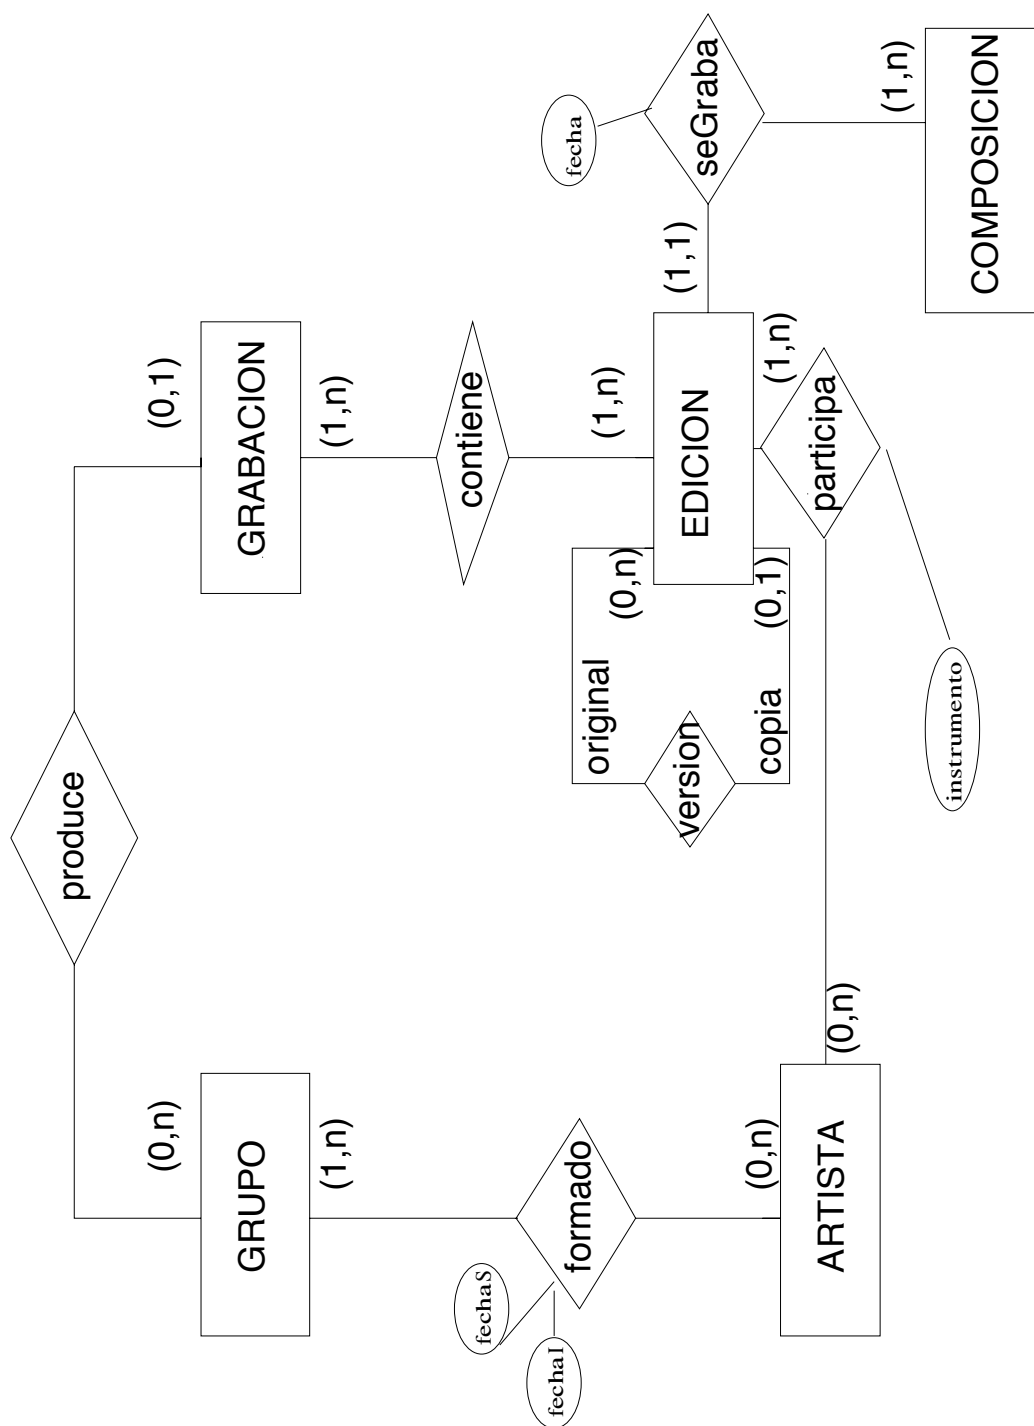 produce
(0,n)
(0,1)
GRUPO
GRABACION
(1,n)
(1,n)
contiene
fechaS
fechaI
fecha
formado
original
(0,n)
(1,n)
version
EDICION
(1,1)
seGraba
(0,n)
copia
(0,1)
(1,n)
ARTISTA
(0,n)
participa
(1,n)
instrumento
COMPOSICION